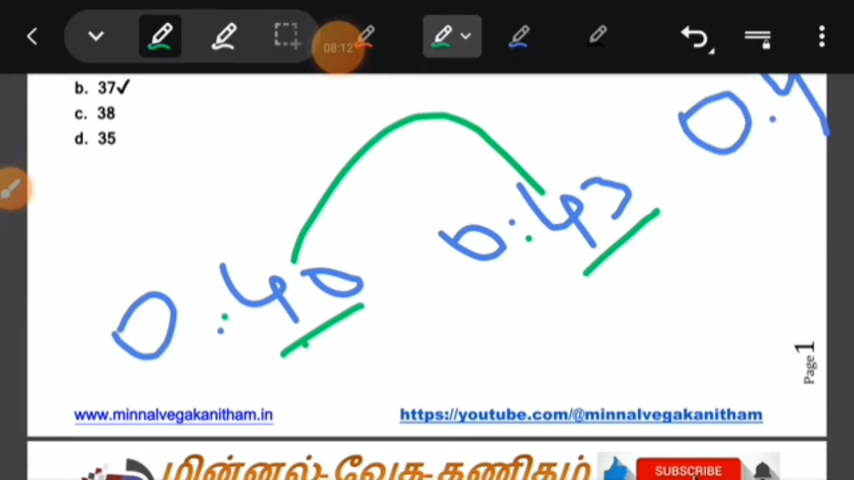 08:12
b. 37✓
c. 38
d. 35
0.40 0.43 0.4
Page 1
www.minnalvegakanitham.in https://youtube.com/@minnalvegakanitham
மின்னல்-வேக-கணிதம் SUBSCRIBE